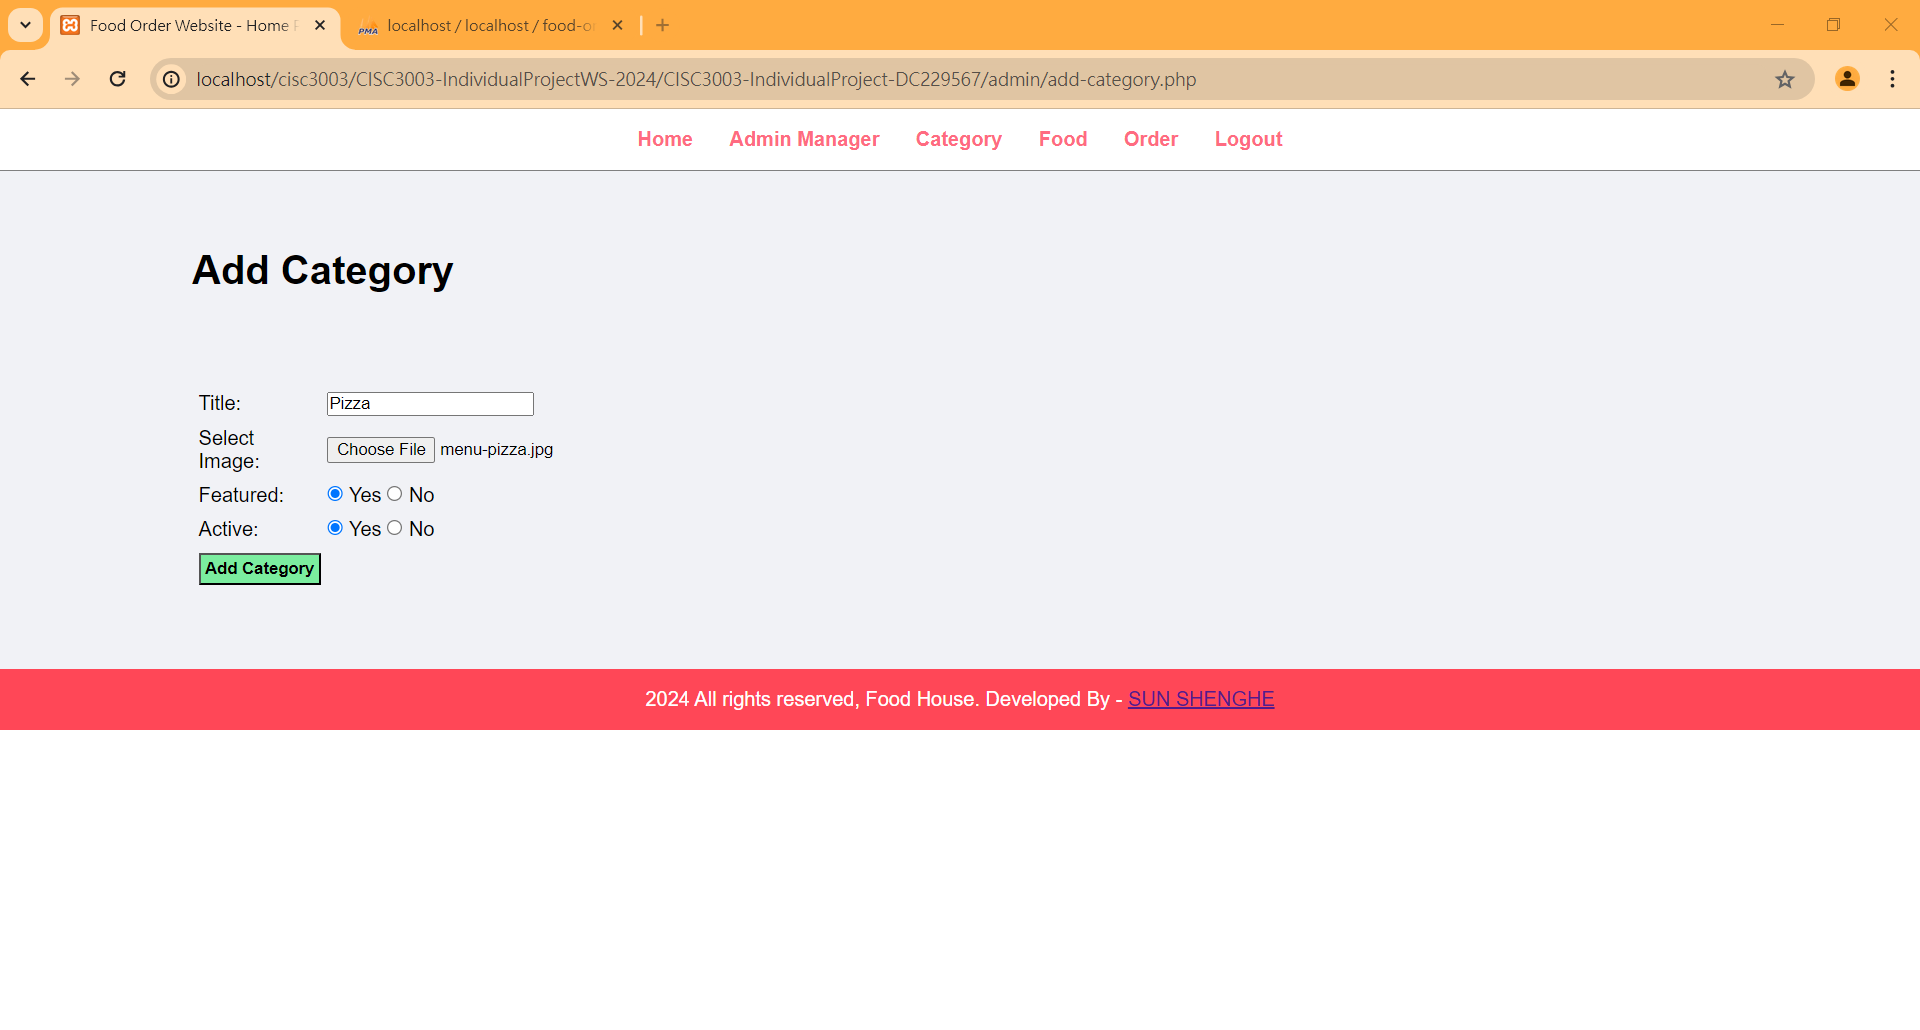 Food Order Website - Home
PMA localhost / localhost / food-o
localhost/cisc3003/CISC3003-IndividualProjectWS-2024/CISC3003-IndividualProject-DC229567/admin/add-category.php
Home Admin Manager Category Food Order Logout
Add Category
Title: Pizza
Select
Image: Choose File menu-pizza.jpg
Featured: Yes No
Active: Yes No
Add Category
2024 All rights reserved, Food House. Developed By - SUN SHENGHE